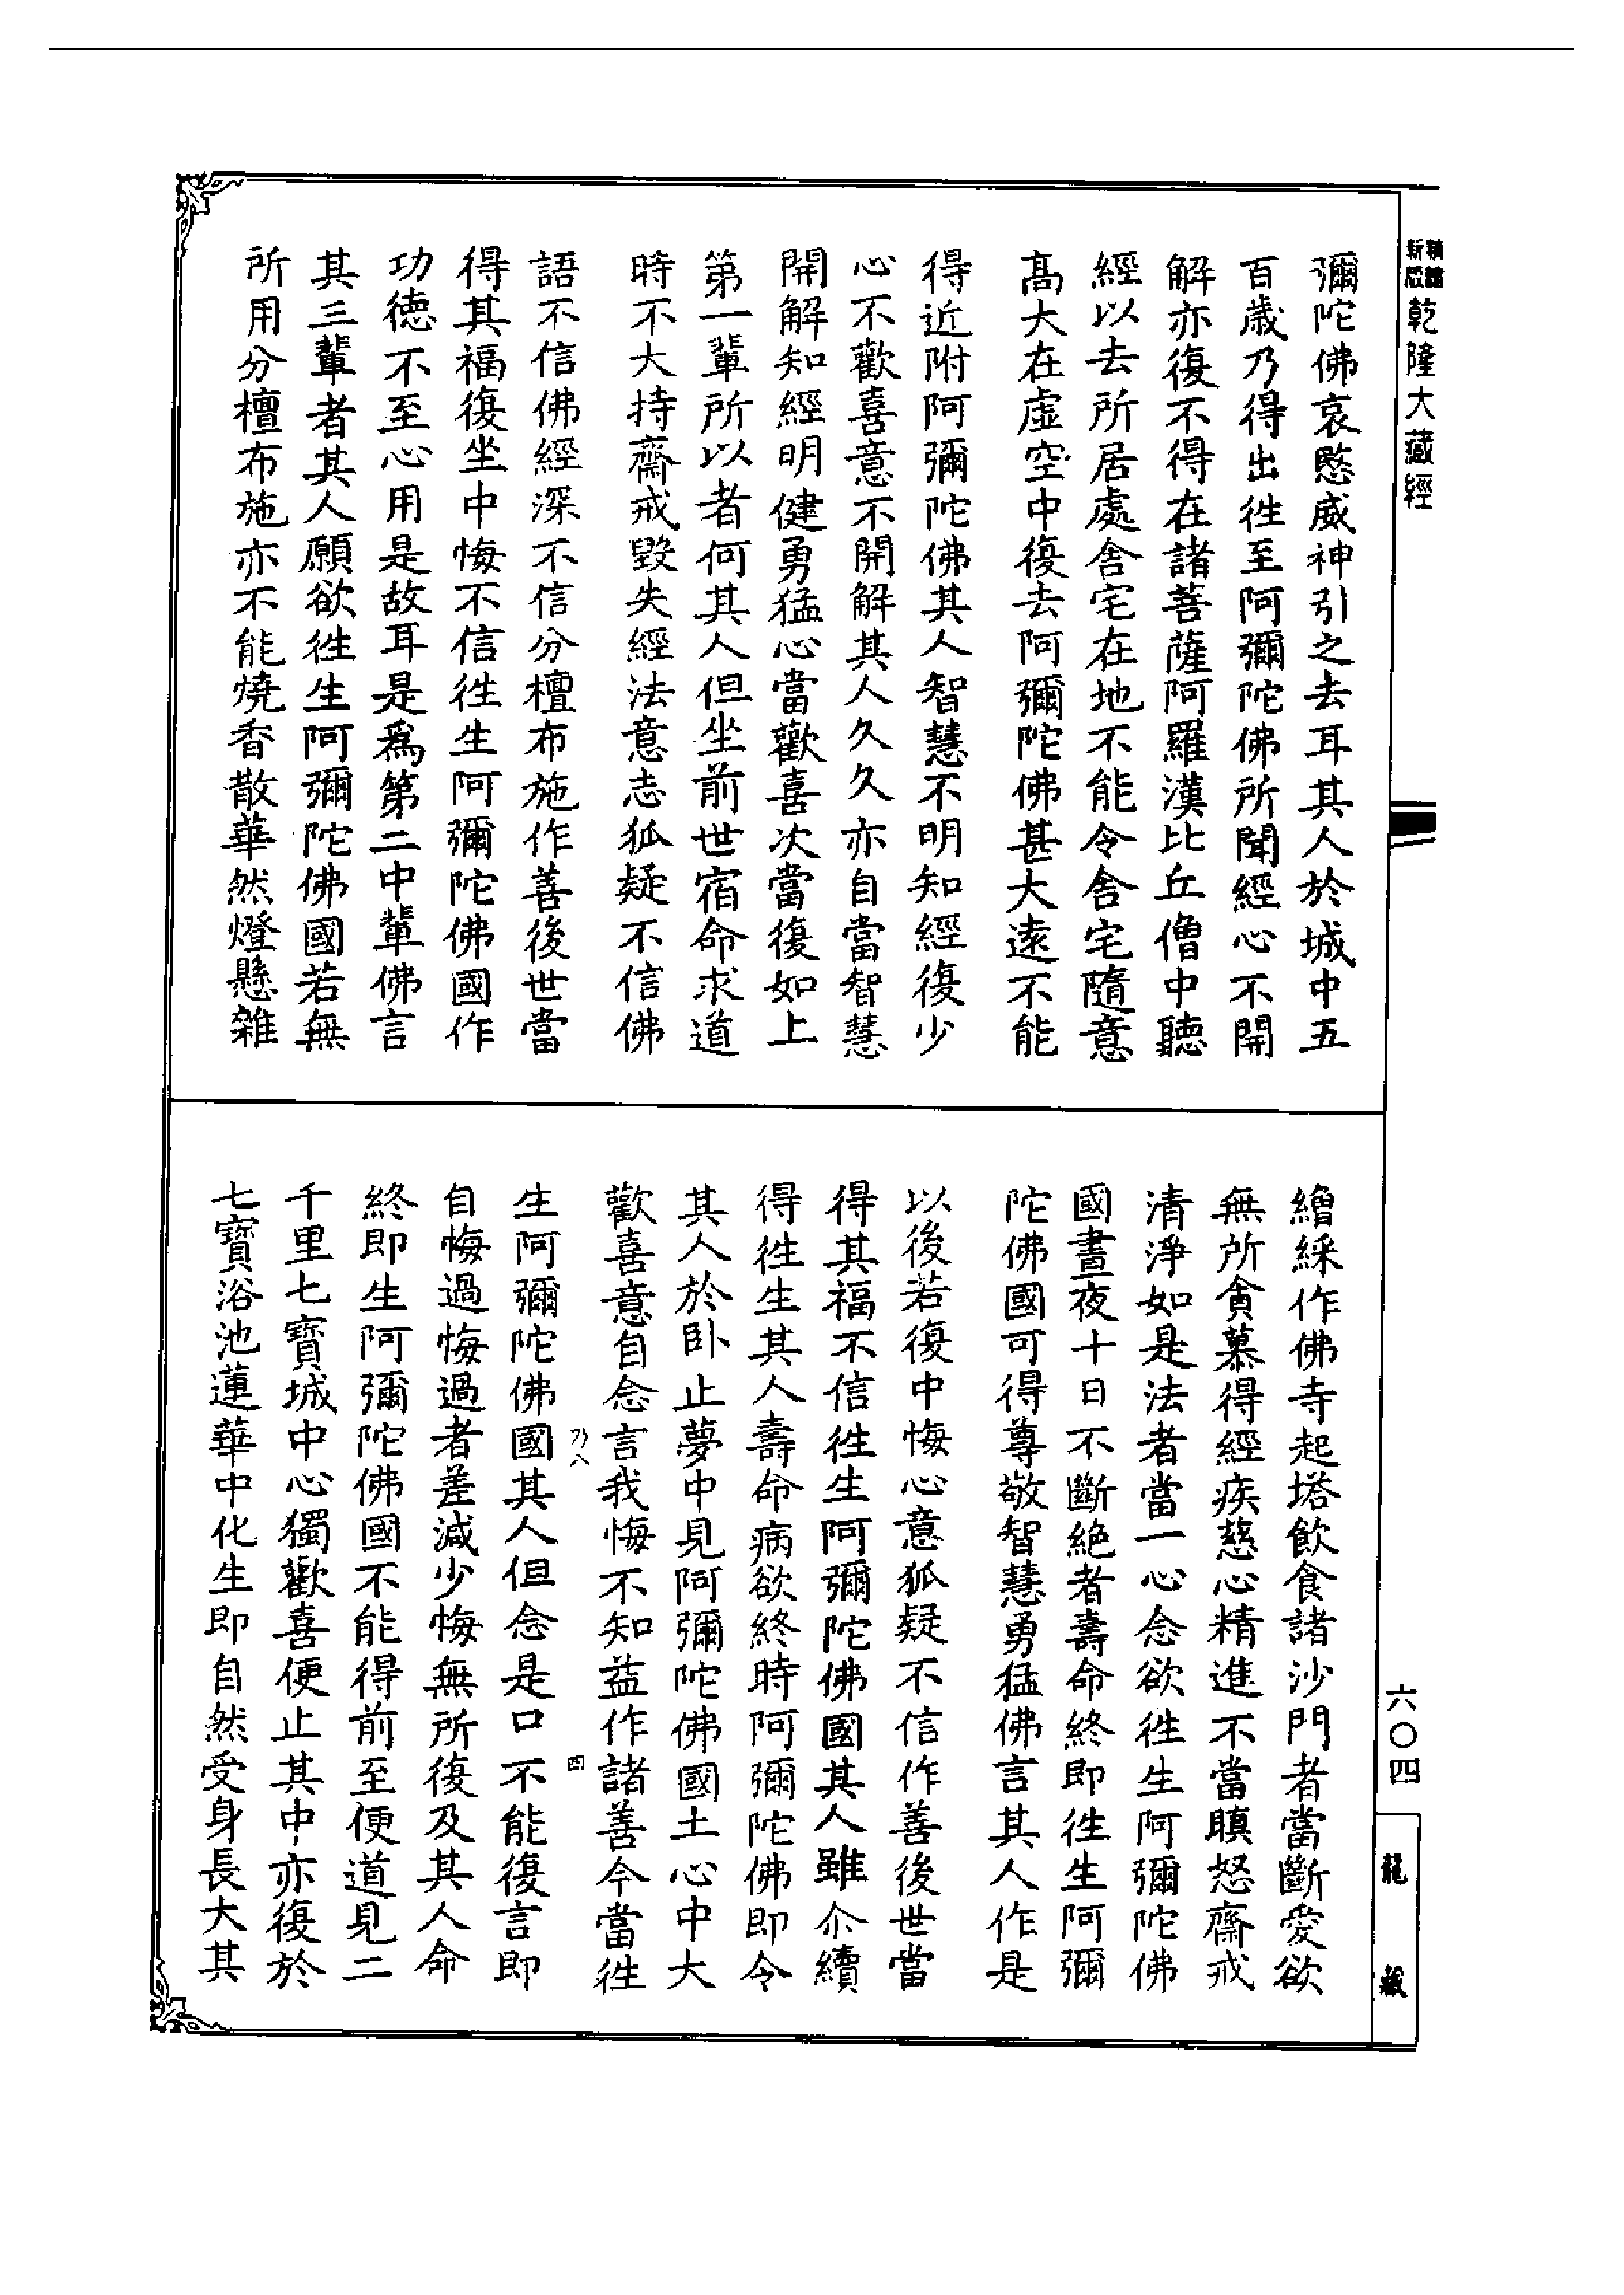 新版
乾隆大藏經
彌陀佛哀愍威神引之去耳其人於城中五
百歲乃得出徃至阿彌陀佛所聞經心不開
解亦復不得在諸菩薩阿羅漢比丘僧中聽
經以去所居處舍宅在地不能令舍宅隨意
高大在虛空中復去阿彌陀佛甚大遠不能
得近附阿彌陀佛其人智慧不明知經復少
心不歡喜意不開解其人久久亦自當智慧
開解知經明健勇猛心當歡喜次當復如上
第一輩所以者何其人但坐前世宿命求道
時不大持齋戒毀失經法意志狐疑不信佛
語不信佛經深不信分檀布施作善後世當
得其福復坐中悔不信徃生阿彌陀佛國作
功德不至心用是故耳是為第二中輩佛言
其三輩者其人願欲徃生阿彌陀佛國若無
所用分檀布施亦不能燒香散華然燈懸雜
繒綵作佛寺起塔飲食諸沙門者當斷愛欲
無所貪慕得經疾慈心精進不當瞋怒齋戒
清淨如是法者當一心念欲徃生阿彌陀佛
國晝夜十日不斷絕者壽命終即徃生阿彌
陀佛國可得尊敬智慧勇猛佛言其人作是
以後若復中悔心意狐疑不信作善後世當
得其福不信徃生阿彌陀佛國其人雖尒續
得徃生其人壽命病欲終時阿彌陀佛即令
其人於卧止夢中見阿彌陀佛國土心中大
歡喜意自念言我悔不知益作諸善今當徃
生阿彌陀佛國其人但念是口不能復言即
自悔過悔過者差減少悔無所復及其人命
終即生阿彌陀佛國不能得前至便道見二
千里七寶城中心獨歡喜便止其中亦復於
七寶浴池蓮華中化生即自然受身長大其
四
六〇四
龍藏